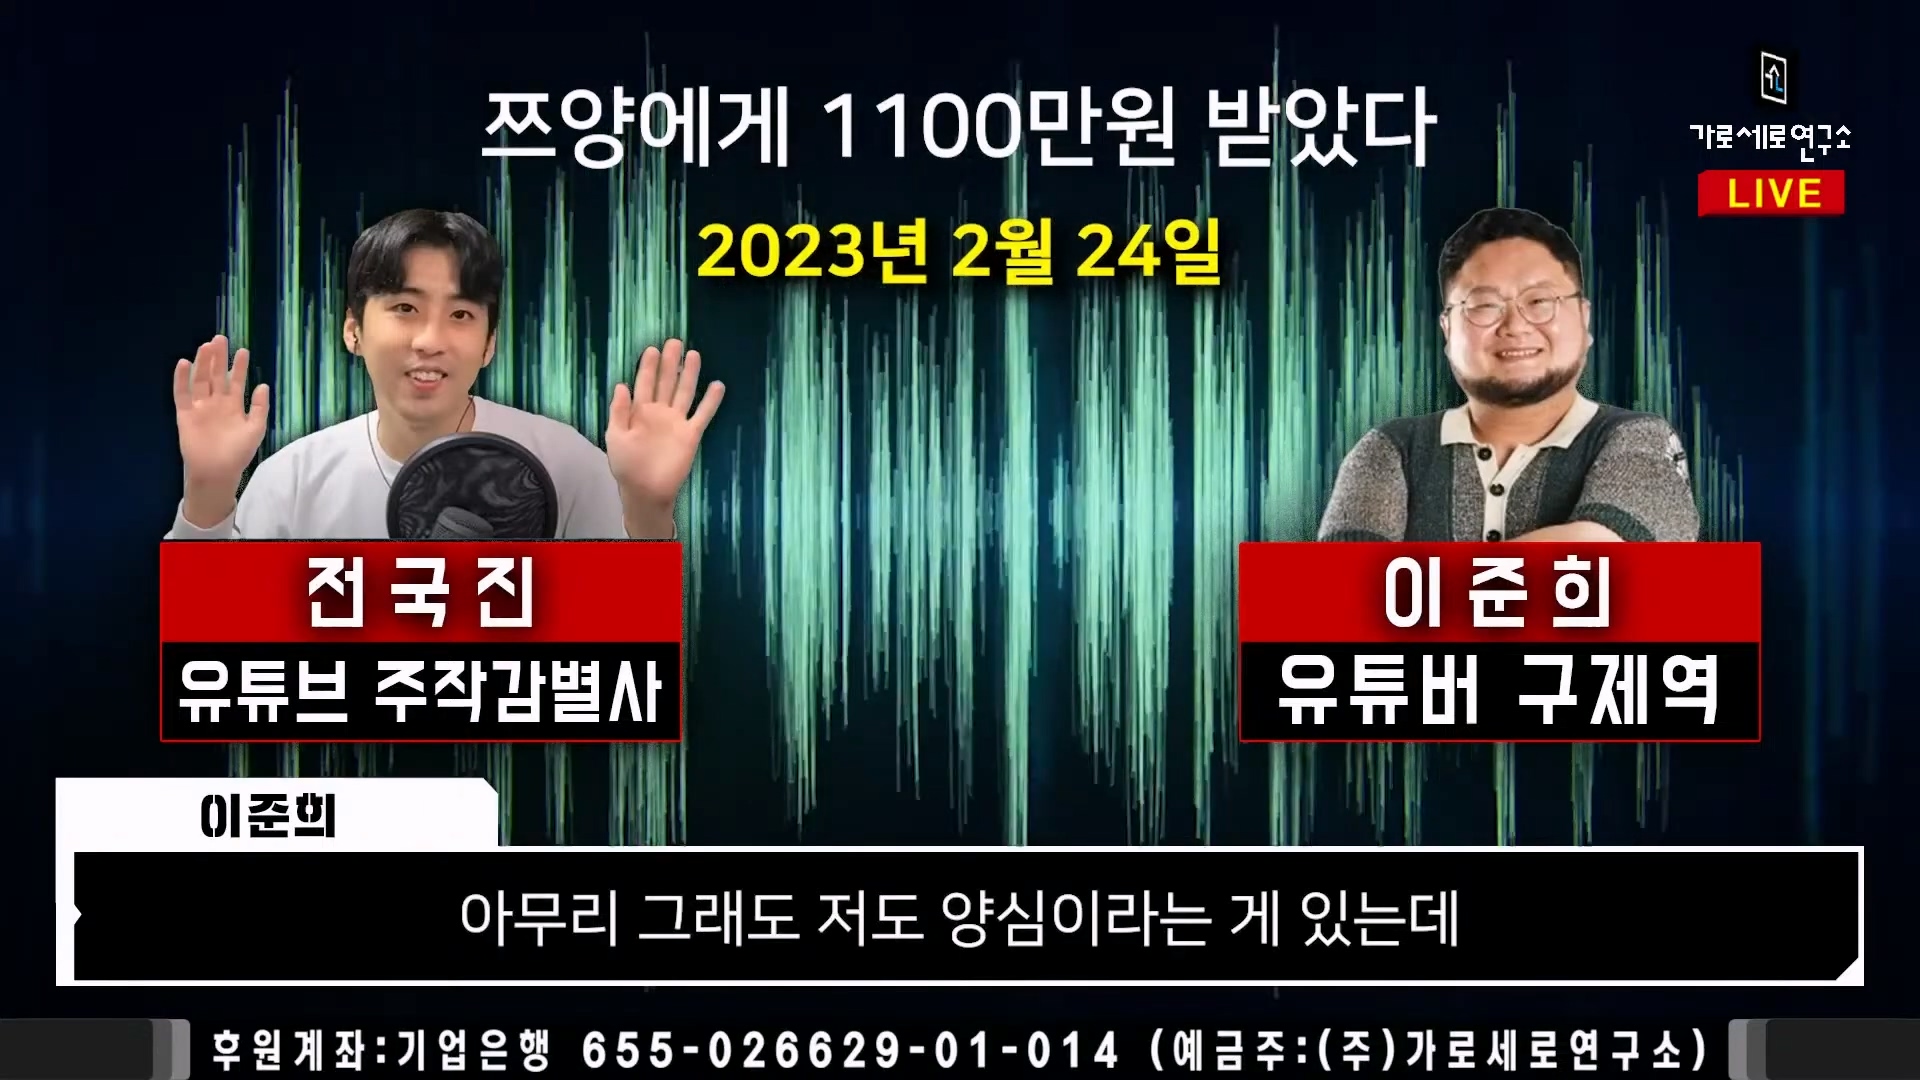 쯔양에게 1100만원 받았다
가로세로연구소
LIVE
2023년 2월 24일
전국진
유튜브 주작감별사
이준희
유튜버 구제역
이준희
아무리 그래도 저도 양심이라는 게 있는데
후원계좌:기업은행 655-026629-01-014 (예금주:(주)가로세로연구소)